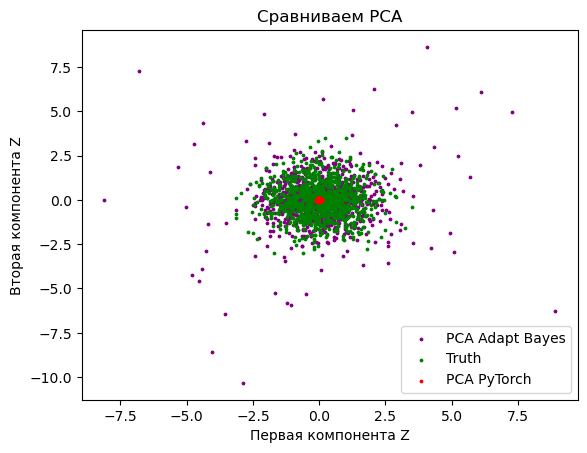 Сравниваем PCA
Вторая компонента Z
7.5
5.0
2.5
0.0
−2.5
−5.0
−7.5
−10.0
PCA Adapt Bayes
Truth
PCA PyTorch
−7.5 −5.0 −2.5 0.0 2.5 5.0 7.5
Первая компонента Z